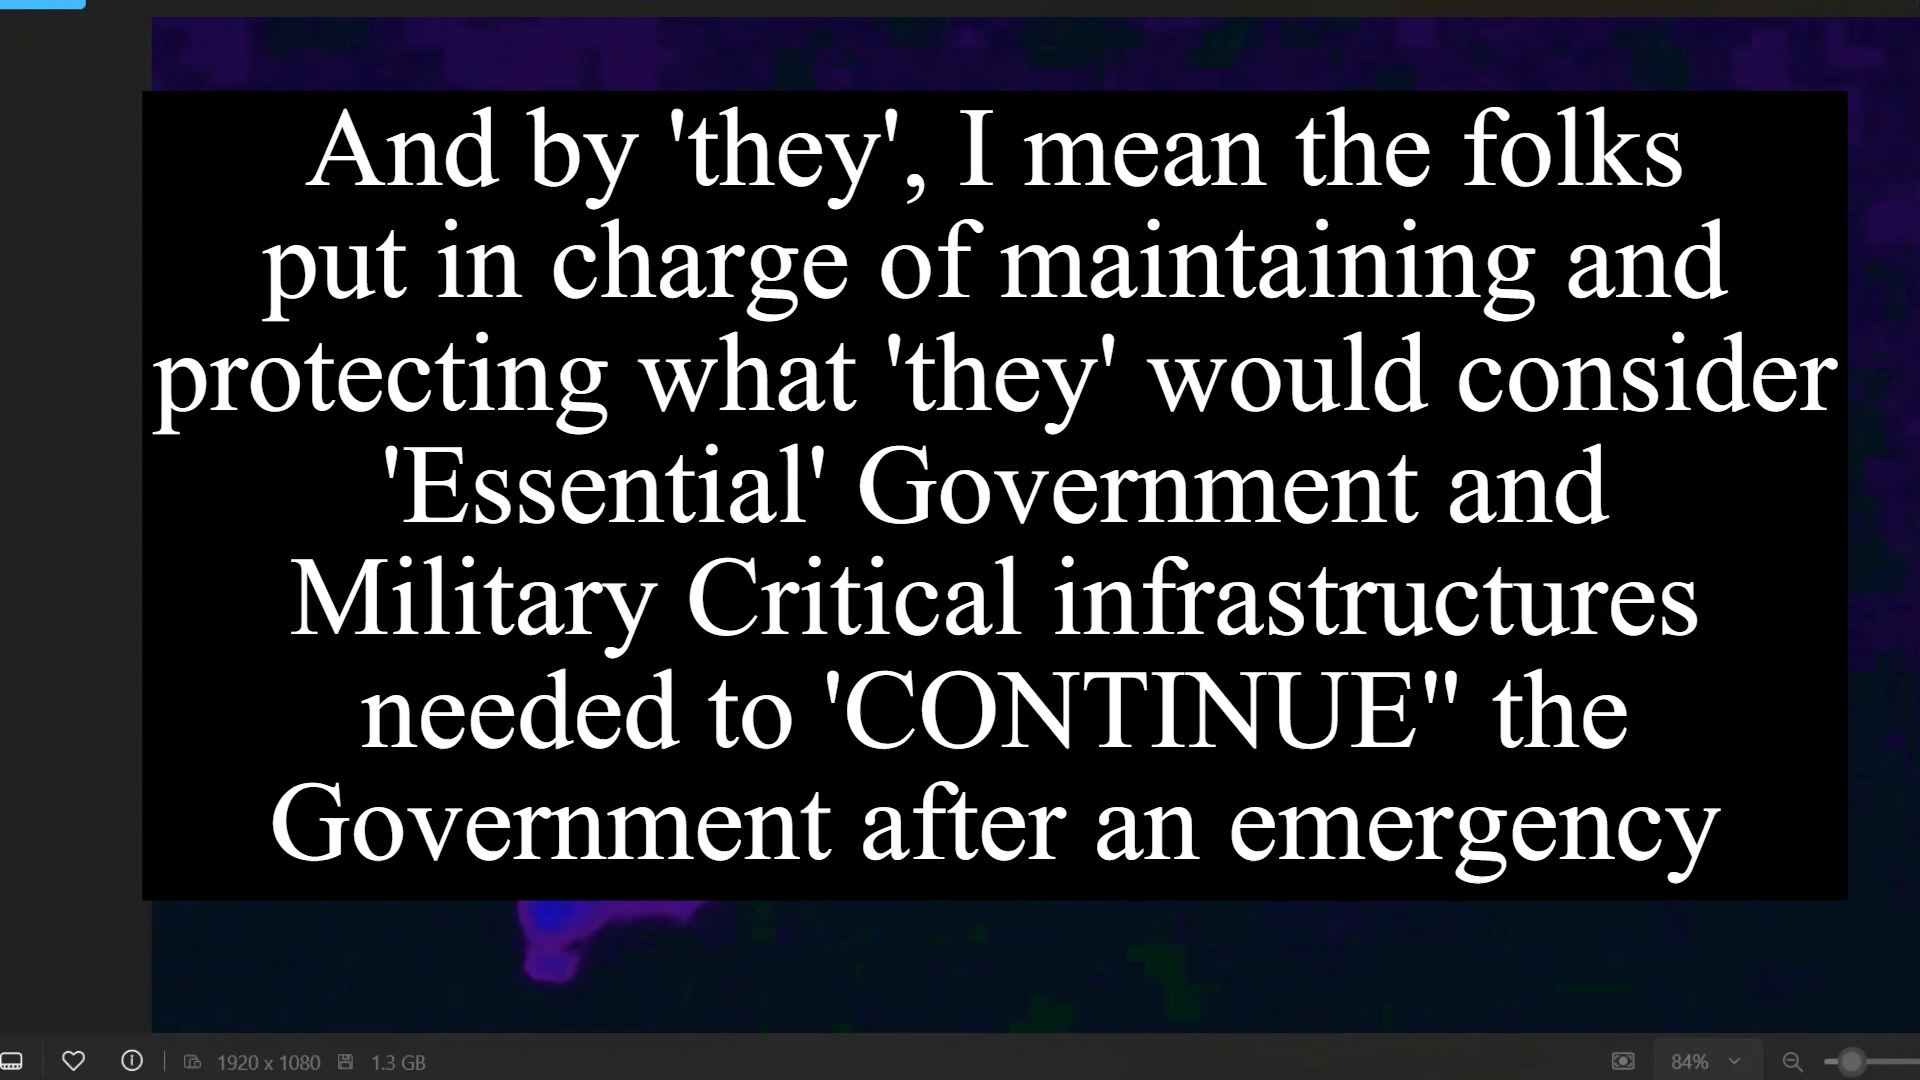 And by 'they', I mean the folks
put in charge of maintaining and
protecting what 'they' would consider
'Essential' Government and
Military Critical infrastructures
needed to 'CONTINUE" the
Government after an emergency
1920 x 1080 1.3 GB 84%